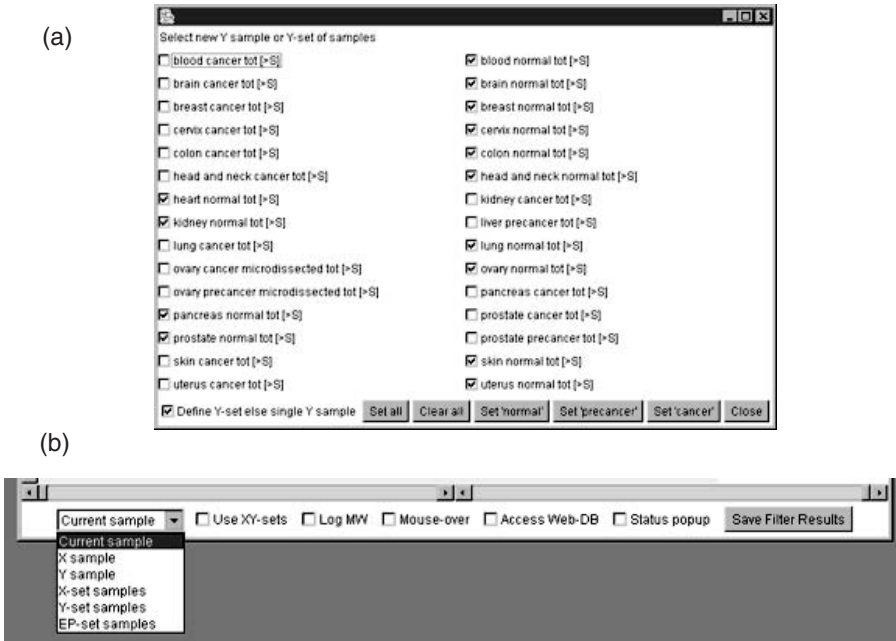 (a)
Select new Y sample or Y-set of samples
blood cancer tot [>S] blood normal tot [>S]
brain cancer tot [>S] brain normal tot [>S]
breast cancer tot [>S] breast normal tot [>S]
cervix cancer tot [>S] cervix normal tot [>S]
colon cancer tot [>S] colon normal tot [>S]
head and neck cancer tot [>S] head and neck normal tot [>S]
heart normal tot [>S] kidney cancer tot [>S]
kidney normal tot [>S] liver precancer tot [>S]
lung cancer tot [>S] lung normal tot [>S]
ovary cancer microdissected tot [>S] ovary normal tot [>S]
ovary precancer microdissected tot [>S] pancreas cancer tot [>S]
pancreas normal tot [>S] prostate cancer tot [>S]
prostate normal tot [>S] prostate precancer tot [>S]
skin cancer tot [>S] skin normal tot [>S]
uterus cancer tot [>S] uterus normal tot [>S]
Define Y-set else single Y sample Set all Clear all Set 'normal' Set 'precancer' Set 'cancer' Close
(b)
Current sample Use XY-sets Log MW Mouse-over Access Web-DB Status popup Save Filter Results
Current sample
X sample
Y sample
X-set samples
Y-set samples
EP-set samples